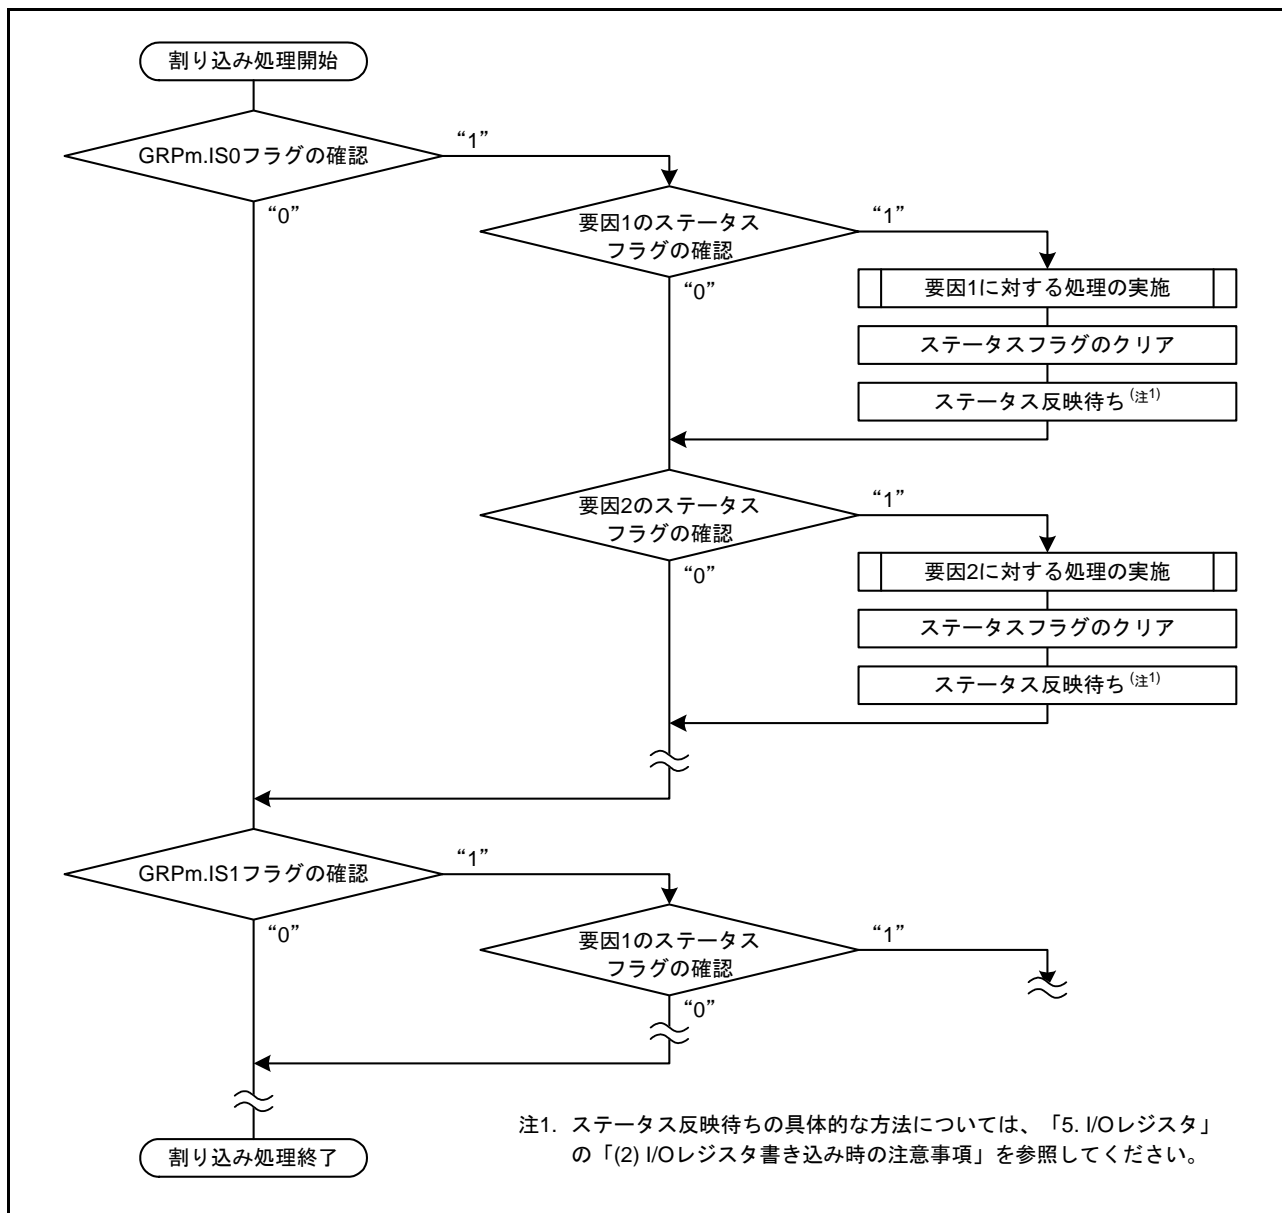 割り込み処理開始
GRPm.IS0フラグの確認
“1”
“0”
要因1のステータス
フラグの確認
“1”
“0”
要因1に対する処理の実施
ステータスフラグのクリア
ステータス反映待ち(注1)
要因2のステータス
フラグの確認
“1”
“0”
要因2に対する処理の実施
ステータスフラグのクリア
ステータス反映待ち(注1)
GRPm.IS1フラグの確認
“1”
“0”
要因1のステータス
フラグの確認
“1”
“0”
割り込み処理終了
注1. ステータス反映待ちの具体的な方法については、「5. I/Oレジスタ」
の「(2) I/Oレジスタ書き込み時の注意事項」を参照してください。